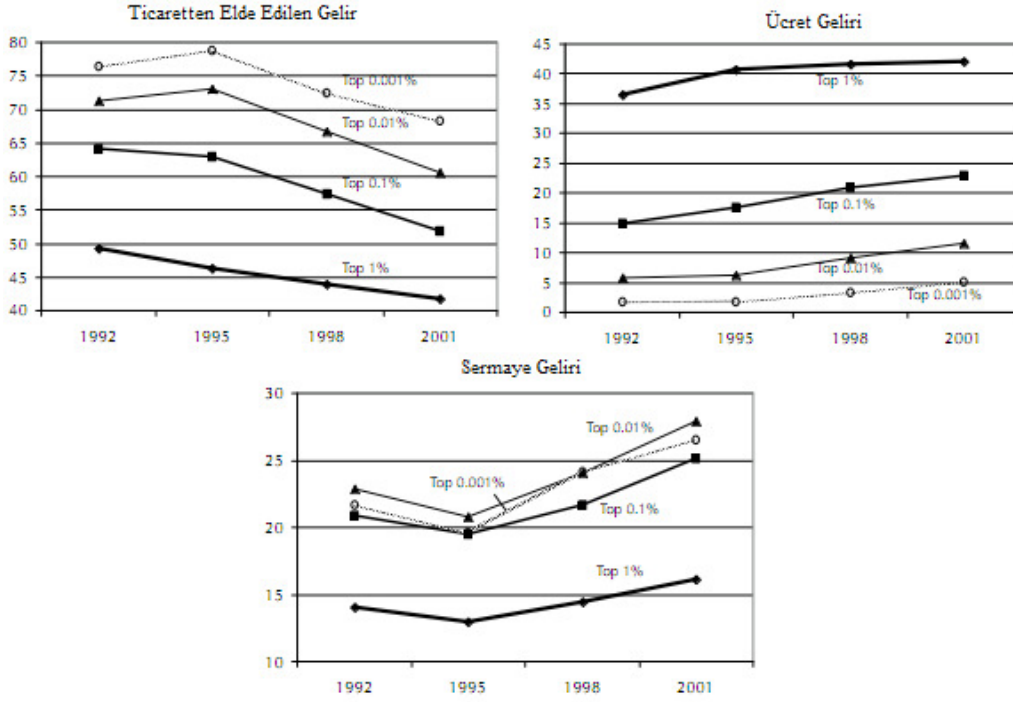 Ticaretten Elde Edilen Gelir
80
75
70
65
60
55
50
45
40
Top 0.001%
Top 0.01%
Top 0.1%
Top 1%
1992 1995 1998 2001
Ücret Geliri
45
40
35
30
25
20
15
10
5
0
Top 1%
Top 0.1%
Top 0.01%
Top 0.001%
1992 1995 1998 2001
Sermaye Geliri
30
25
20
15
10
Top 0.01%
Top 0.001%
Top 0.1%
Top 1%
1992 1995 1998 2001